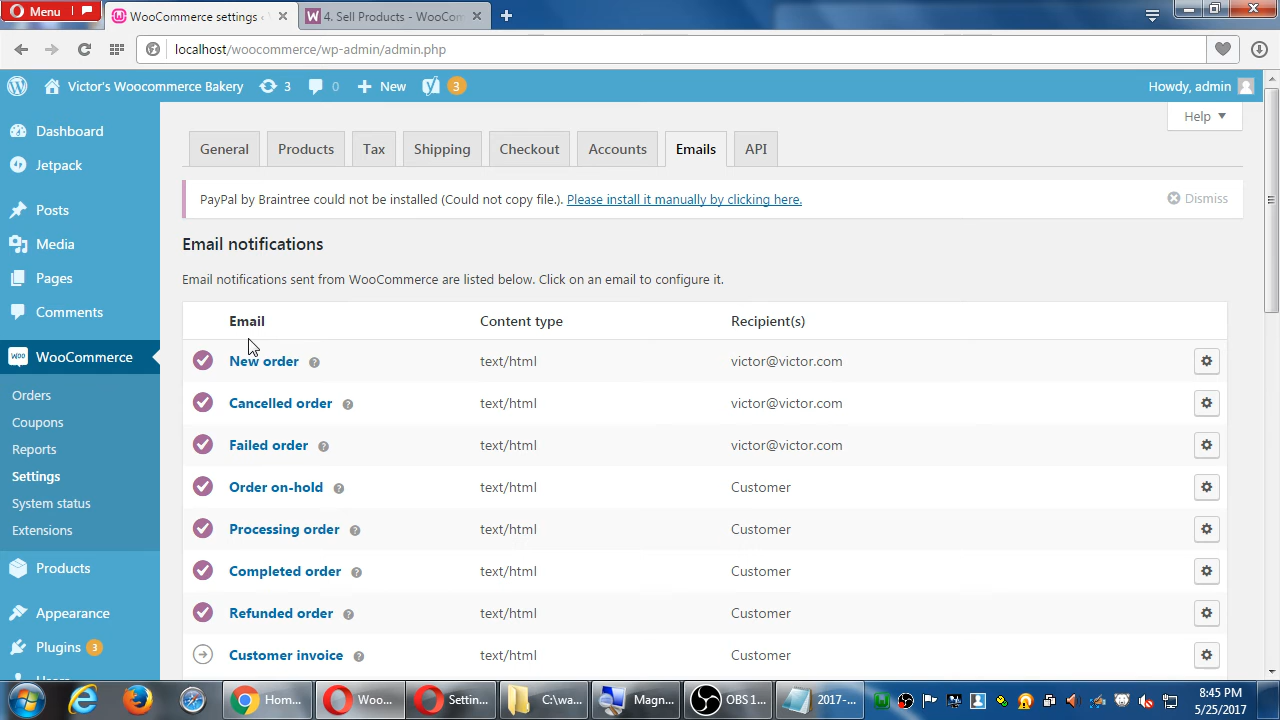 Menu
WooCommerce settings ‹
4. Sell Products - WooCom
localhost/woocommerce/wp-admin/admin.php
Victor's Woocommerce Bakery 3 0 New 3 Howdy, admin
Help
Dashboard
Jetpack
Posts
Media
Pages
Comments
WooCommerce
Orders
Coupons
Reports
Settings
System status
Extensions
Products
Appearance
Plugins 3
General Products Tax Shipping Checkout Accounts Emails API
PayPal by Braintree could not be installed (Could not copy file.). Please install it manually by clicking here. Dismiss
Email notifications
Email notifications sent from WooCommerce are listed below. Click on an email to configure it.
Email Content type Recipient(s)
New order text/html victor@victor.com
Cancelled order text/html victor@victor.com
Failed order text/html victor@victor.com
Order on-hold text/html Customer
Processing order text/html Customer
Completed order text/html Customer
Refunded order text/html Customer
Customer invoice text/html Customer
Hom... Woo... Settin... C:\wa... Magn... OBS 1... 2017-...
8:45 PM
5/25/2017